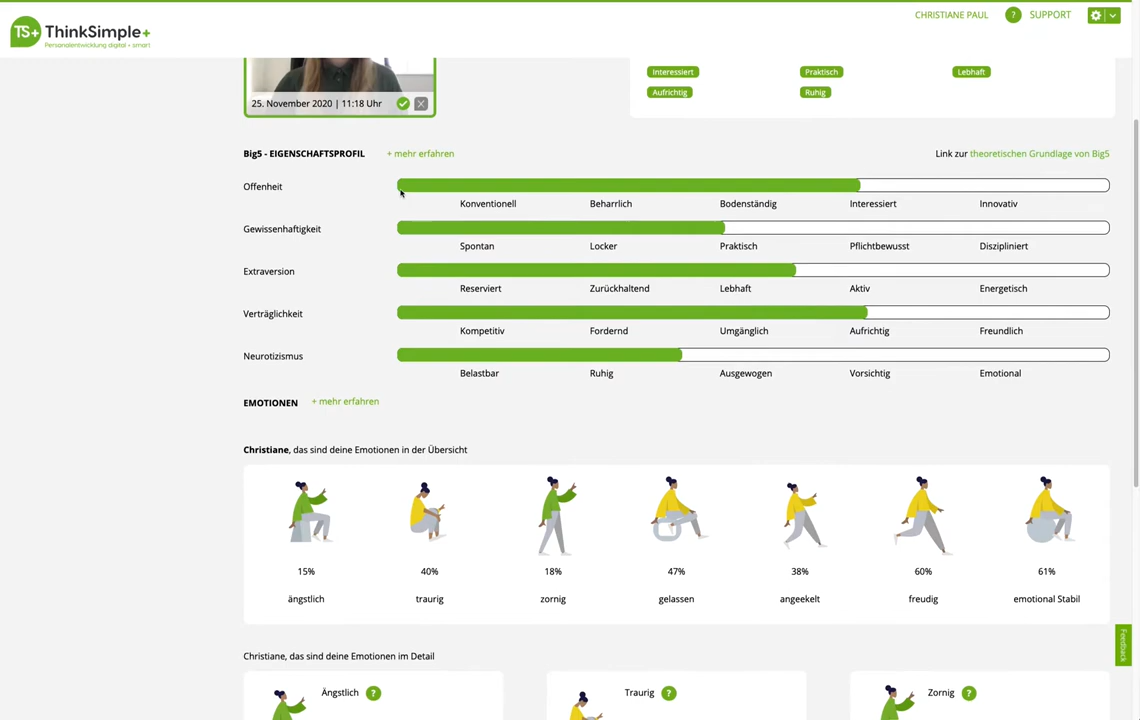 CHRISTIANE PAUL ? SUPPORT
TS+ ThinkSimple+
Personalentwicklung digital + smart
Interessiert Praktisch Lebhaft
Aufrichtig Ruhig
25. November 2020 | 11:18 Uhr
Big5 - EIGENSCHAFTSPROFIL + mehr erfahren Link zur theoretischen Grundlage von Big5
Offenheit
Konventionell Beharrlich Bodenständig Interessiert Innovativ
Gewissenhaftigkeit
Spontan Locker Praktisch Pflichtbewusst Diszipliniert
Extraversion
Reserviert Zurückhaltend Lebhaft Aktiv Energetisch
Verträglichkeit
Kompetitiv Fordernd Umgänglich Aufrichtig Freundlich
Neurotizismus
Belastbar Ruhig Ausgewogen Vorsichtig Emotional
EMOTIONEN + mehr erfahren
Christiane, das sind deine Emotionen in der Übersicht
15% 40% 18% 47% 38% 60% 61%
ängstlich traurig zornig gelassen angeekelt freudig emotional Stabil
Feedback
Christiane, das sind deine Emotionen im Detail
Ängstlich ? Traurig ? Zornig ?